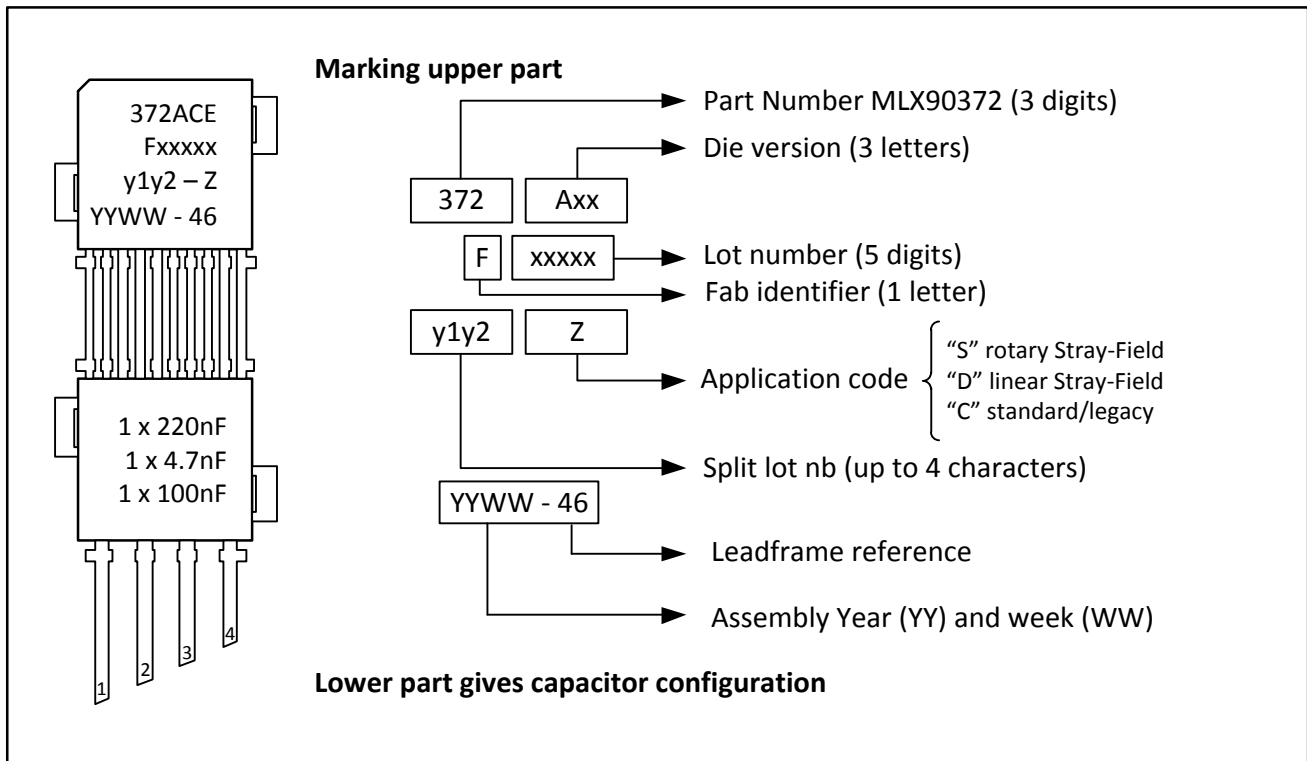 Marking upper part
372ACE
Fxxxxx
y1y2 – Z
YYWW - 46
1 x 220nF
1 x 4.7nF
1 x 100nF
1
2
3
4
Part Number MLX90372 (3 digits)
Die version (3 letters)
372 Axx
F xxxxx
Lot number (5 digits)
Fab identifier (1 letter)
y1y2 Z
Application code
“S” rotary Stray-Field
“D” linear Stray-Field
“C” standard/legacy
Split lot nb (up to 4 characters)
YYWW - 46
Leadframe reference
Assembly Year (YY) and week (WW)
Lower part gives capacitor configuration